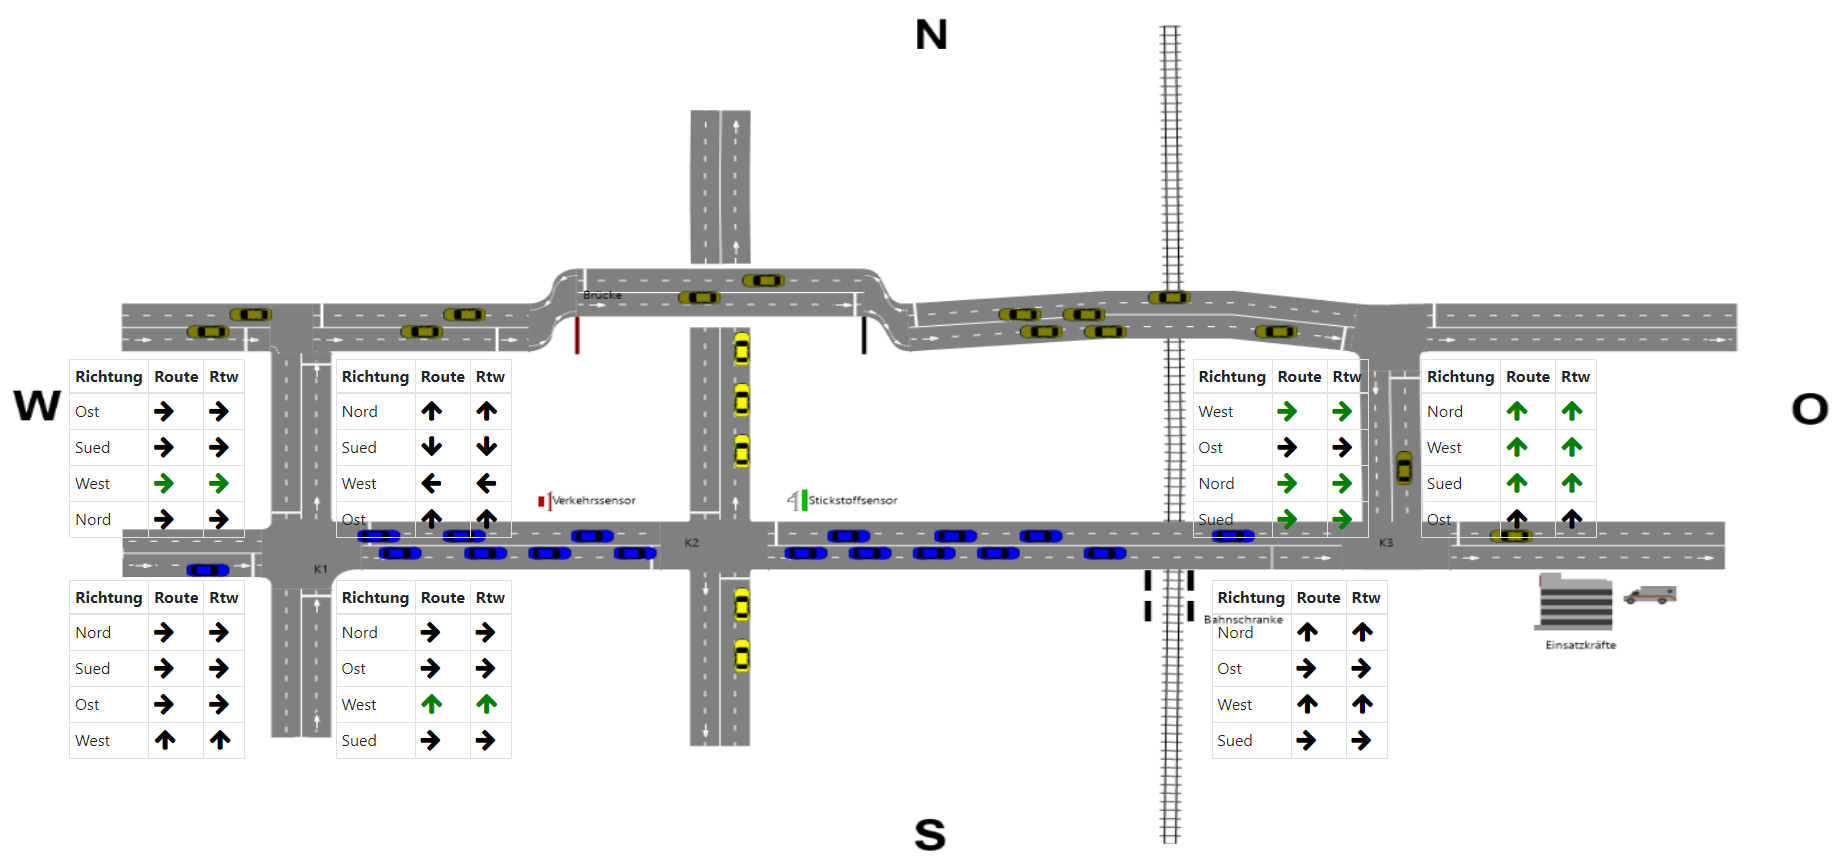 N
Brücke
W
O
Richtung Route Rtw
Ost
Sued
West
Nord
Richtung Route Rtw
Nord
Sued
West
Ost
Verkehrssensor
Stickstoffsensor
Richtung Route Rtw
West
Ost
Nord
Sued
Richtung Route Rtw
Nord
West
Sued
Ost
K1
K2
K3
Richtung Route Rtw
Nord
Sued
Ost
West
Richtung Route Rtw
Nord
Ost
West
Sued
Bahnschranke
Richtung Route Rtw
Nord
Ost
West
Sued
Einsatzkräfte
S